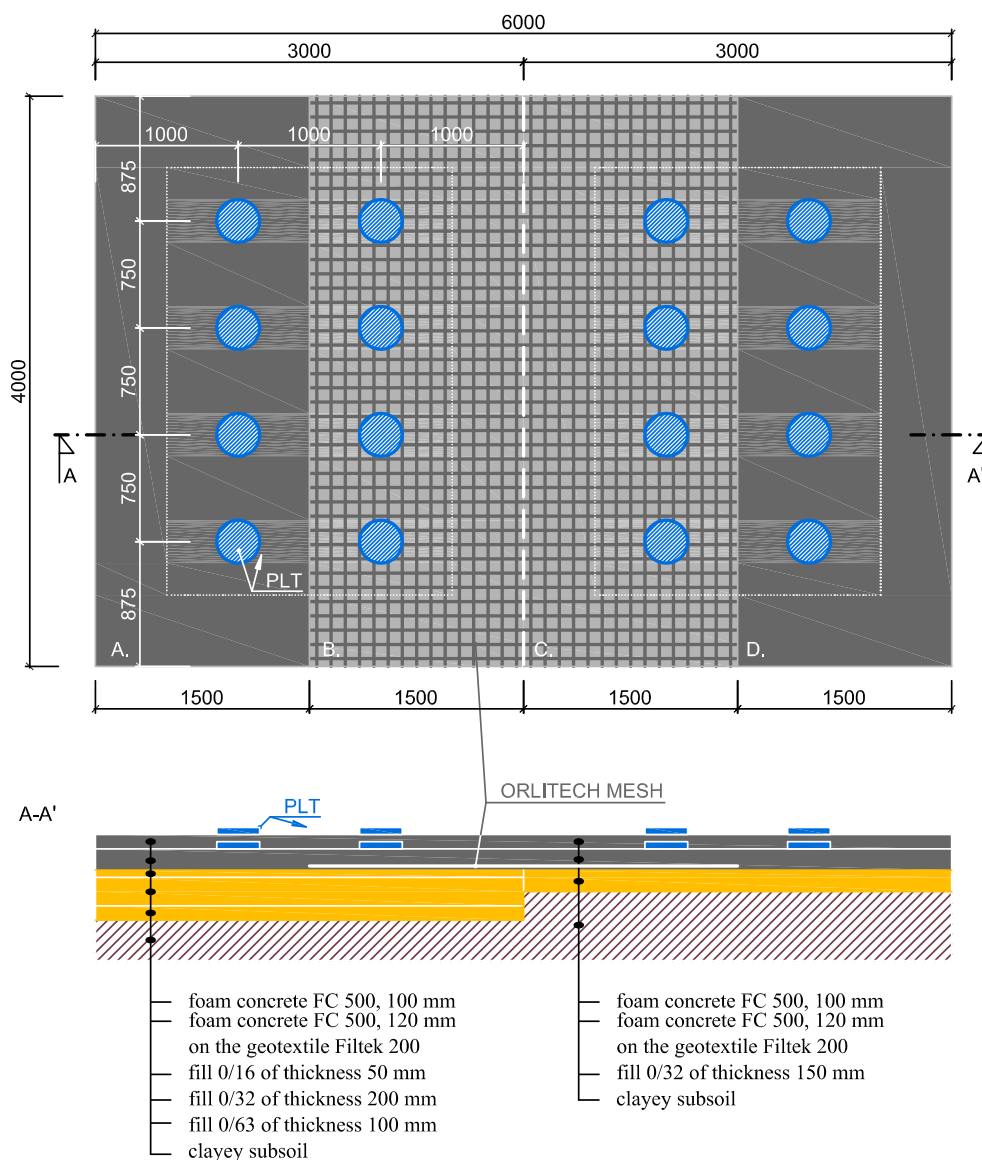 6000
3000 3000
1000 1000 1000
875
750
4000
750
A A'
750
PLT
875
A. B. C. D.
1500 1500 1500 1500
ORLITECH MESH
A-A'
PLT
foam concrete FC 500, 100 mm
foam concrete FC 500, 120 mm
on the geotextile Filtek 200
fill 0/16 of thickness 50 mm
fill 0/32 of thickness 200 mm
fill 0/63 of thickness 100 mm
clayey subsoil
foam concrete FC 500, 100 mm
foam concrete FC 500, 120 mm
on the geotextile Filtek 200
fill 0/32 of thickness 150 mm
clayey subsoil